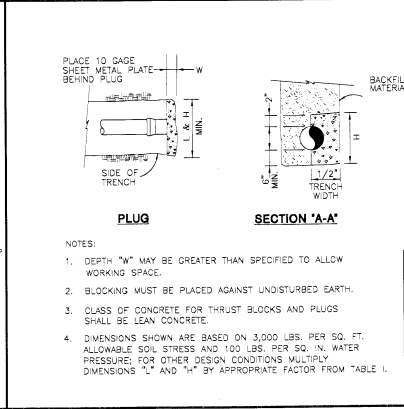 PLACE 10 GAGE
SHEET METAL PLATE
BEHIND PLUG
W
L & H
MIN.
SIDE OF
TRENCH
PLUG
BACKFIL
MATERIA
2"
H
6"
MIN.
1/2"
TRENCH
WIDTH
SECTION "A-A"
NOTES:
1. DEPTH "W" MAY BE GREATER THAN SPECIFIED TO ALLOW
WORKING SPACE.
2. BLOCKING MUST BE PLACED AGAINST UNDISTURBED EARTH.
3. CLASS OF CONCRETE FOR THRUST BLOCKS AND PLUGS
SHALL BE LEAN CONCRETE.
4. DIMENSIONS SHOWN ARE BASED ON 3,000 LBS. PER SQ. FT.
ALLOWABLE SOIL STRESS AND 100 LBS. PER SQ. IN. WATER
PRESSURE; FOR OTHER DESIGN CONDITIONS MULTIPLY
DIMENSIONS "L" AND "H" BY APPROPRIATE FACTOR FROM TABLE I.